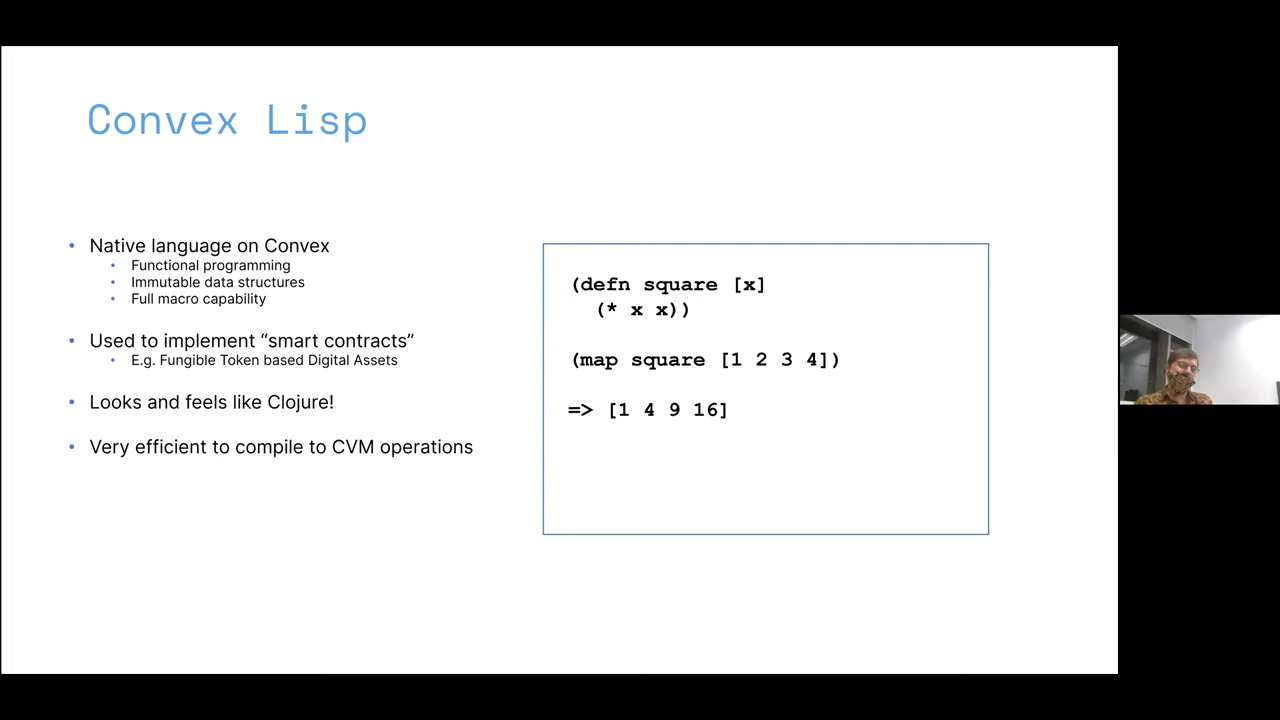 Convex Lisp
• Native language on Convex
• Functional programming
• Immutable data structures
• Full macro capability
• Used to implement “smart contracts”
• E.g. Fungible Token based Digital Assets
• Looks and feels like Clojure!
• Very efficient to compile to CVM operations
(defn square [x]
(* x x))
(map square [1 2 3 4])
=> [1 4 9 16]